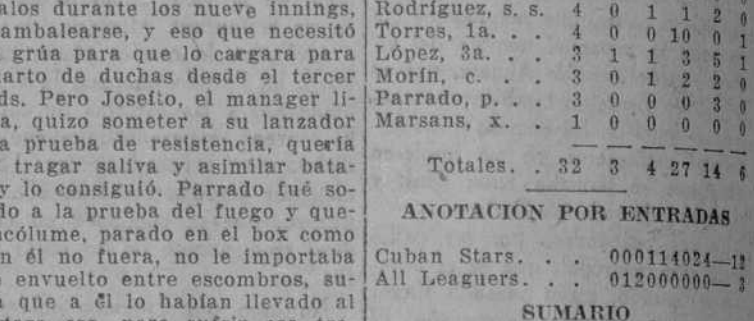 alos durante los nueve innings,
ambalearse, y eso que necesitó
grúa para que lo cargara para
arto de duchas desde el tercer
ds. Pero Joseíto, el manager li-
a, quizo someter a su lanzador
a prueba de resistencia, quería
tragar saliva y asimilar bata-
y lo consiguió. Parrado fué so-
do a la prueba del fuego y que-
cólume, parado en el box como
n él no fuera, no le importaba
envuelto entre escombros, su-
a que a él lo habían llevado al
Rodríguez, s. s. 4 0 1 1 2 0
Torres, 1a. . . 4 0 0 10 0 1
López, 3a. . . 3 1 1 3 5 1
Morín, c. . . 3 0 1 2 2 0
Parrado, p. . . 3 0 0 0 3 0
Marsans, x. . 1 0 0 0 0 0
Totales. . 32 3 4 27 14 6
ANOTACION POR ENTRADAS
Cuban Stars. . . 000114024—12
All Leaguers. . . 012000000— 3
SUMARIO